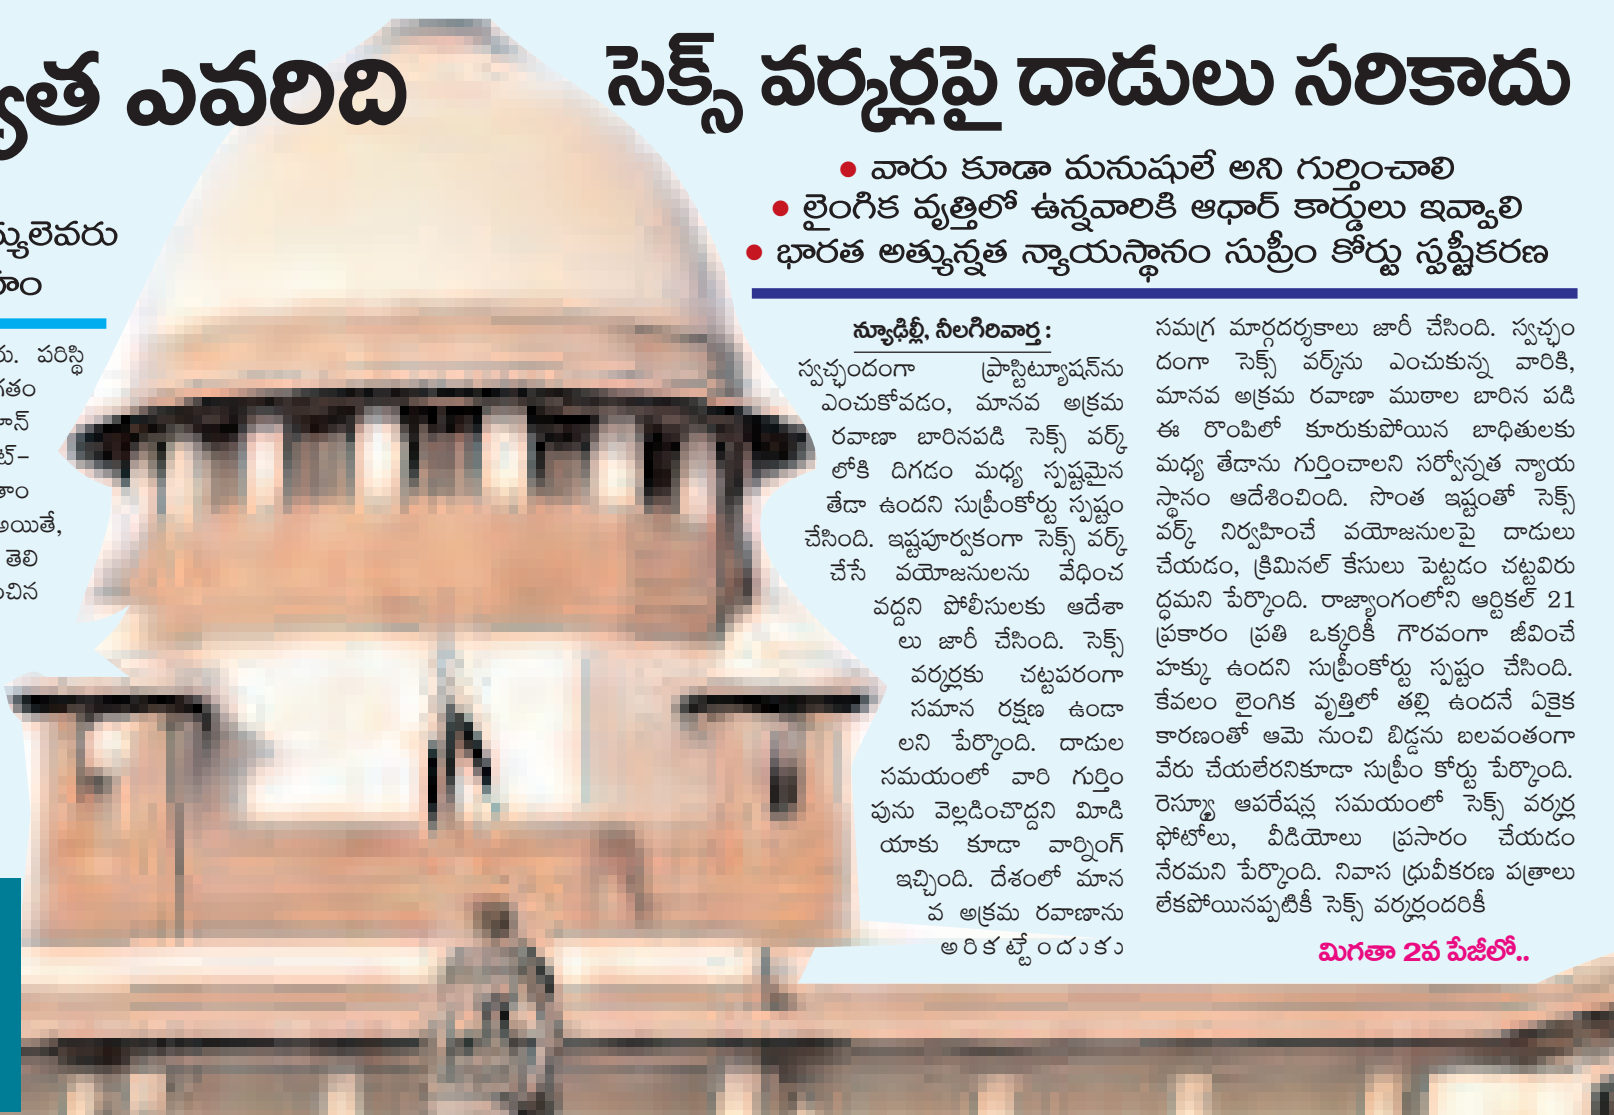 త ఎవరిది
లెవరు
రు. పరిస్థి
గతం
అయితే,
తెలి
చిన
సెక్స్ వర్కర్లపై దాడులు సరికాదు
• వారు కూడా మనుషులే అని గుర్తించాలి
• లైంగిక వృత్తిలో ఉన్నవారికి ఆధార్ కార్డులు ఇవ్వాలి
• భారత అత్యున్నత న్యాయస్థానం సుప్రీం కోర్టు స్పష్టీకరణ
న్యూఢిల్లీ, నీలగిరివార్త :
స్వచ్ఛందంగా ప్రాస్టిట్యూషన్‌ను
ఎంచుకోవడం, మానవ అక్రమ
రవాణా బారినపడి సెక్స్ వర్క్
లోకి దిగడం మధ్య స్పష్టమైన
తేడా ఉందని సుప్రీంకోర్టు స్పష్టం
చేసింది. ఇష్టపూర్వకంగా సెక్స్ వర్క్
చేసే వయోజనులను వేధించ
వద్దని పోలీసులకు ఆదేశా
లు జారీ చేసింది. సెక్స్
వర్కర్లకు చట్టపరంగా
సమాన రక్షణ ఉండా
లని పేర్కొంది. దాడుల
సమయంలో వారి గుర్తిం
పును వెల్లడించొద్దని మీడి
యాకు కూడా వార్నింగ్
ఇచ్చింది. దేశంలో మాన
వ అక్రమ రవాణాను
అరికట్టేందుకు
సమగ్ర మార్గదర్శకాలు జారీ చేసింది. స్వచ్ఛం
దంగా సెక్స్ వర్క్‌ను ఎంచుకున్న వారికి,
మానవ అక్రమ రవాణా ముఠాల బారిన పడి
ఈ రొంపిలో కూరుకుపోయిన బాధితులకు
మధ్య తేడాను గుర్తించాలని సర్వోన్నత న్యాయ
స్థానం ఆదేశించింది. సొంత ఇష్టంతో సెక్స్
వర్క్ నిర్వహించే వయోజనులపై దాడులు
చేయడం, క్రిమినల్ కేసులు పెట్టడం చట్టవిరు
ద్ధమని పేర్కొంది. రాజ్యాంగంలోని ఆర్టికల్ 21
ప్రకారం ప్రతి ఒక్కరికీ గౌరవంగా జీవించే
హక్కు ఉందని సుప్రీంకోర్టు స్పష్టం చేసింది.
కేవలం లైంగిక వృత్తిలో తల్లి ఉందనే ఏకైక
కారణంతో ఆమె నుంచి బిడ్డను బలవంతంగా
వేరు చేయలేరనికూడా సుప్రీం కోర్టు పేర్కొంది.
రెస్క్యూ ఆపరేషన్ల సమయంలో సెక్స్ వర్కర్ల
ఫోటోలు, వీడియోలు ప్రసారం చేయడం
నేరమని పేర్కొంది. నివాస ధ్రువీకరణ పత్రాలు
లేకపోయినప్పటికీ సెక్స్ వర్కర్లందరికీ
మిగతా 2వ పేజీలో..